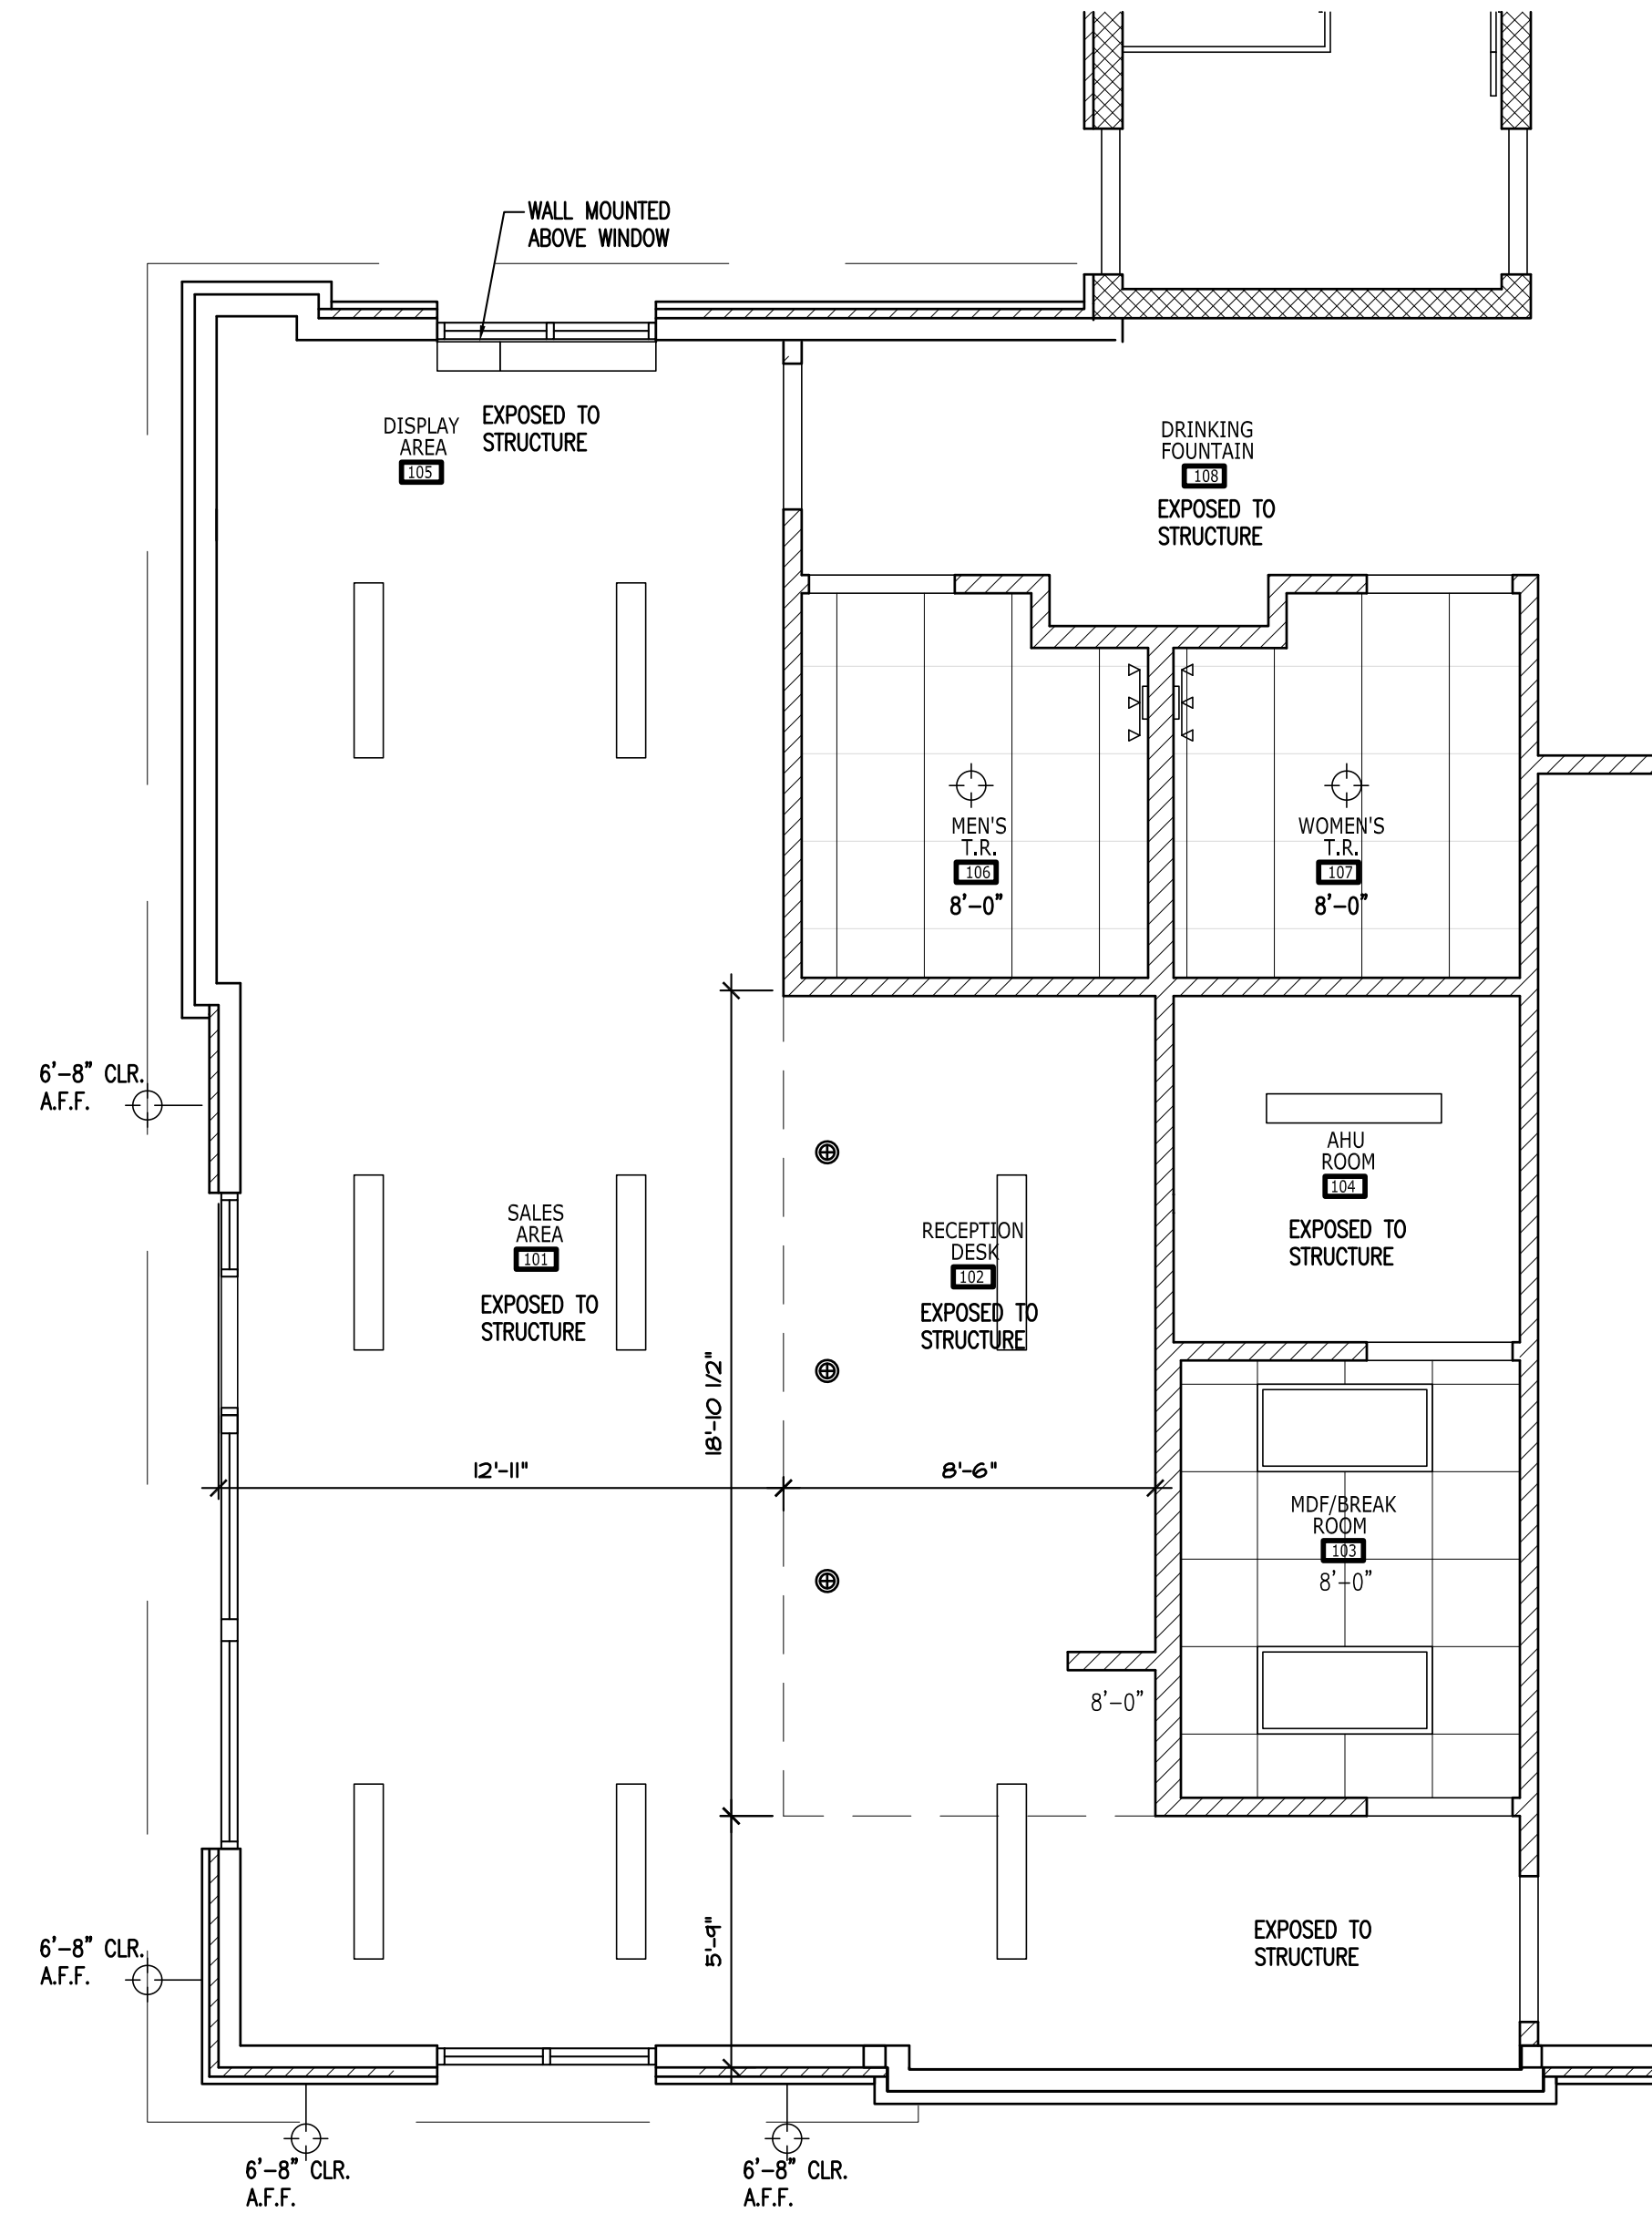 WALL MOUNTED
ABOVE WINDOW
DISPLAY
AREA
105
EXPOSED TO
STRUCTURE
DRINKING
FOUNTAIN
108
EXPOSED TO
STRUCTURE
MEN'S
T.R.
106
8'-0"
WOMEN'S
T.R.
107
8'-0"
6'-8" CLR.
A.F.F.
SALES
AREA
101
EXPOSED TO
STRUCTURE
18'-10 1/2"
RECEPTION
DESK
102
EXPOSED TO
STRUCTURE
AHU
ROOM
104
EXPOSED TO
STRUCTURE
12'-11"
8'-6"
MDF/BREAK
ROOM
103
8'-0"
8'-0"
5'-9"
EXPOSED TO
STRUCTURE
6'-8" CLR.
A.F.F.
6'-8" CLR.
A.F.F.
6'-8" CLR.
A.F.F.